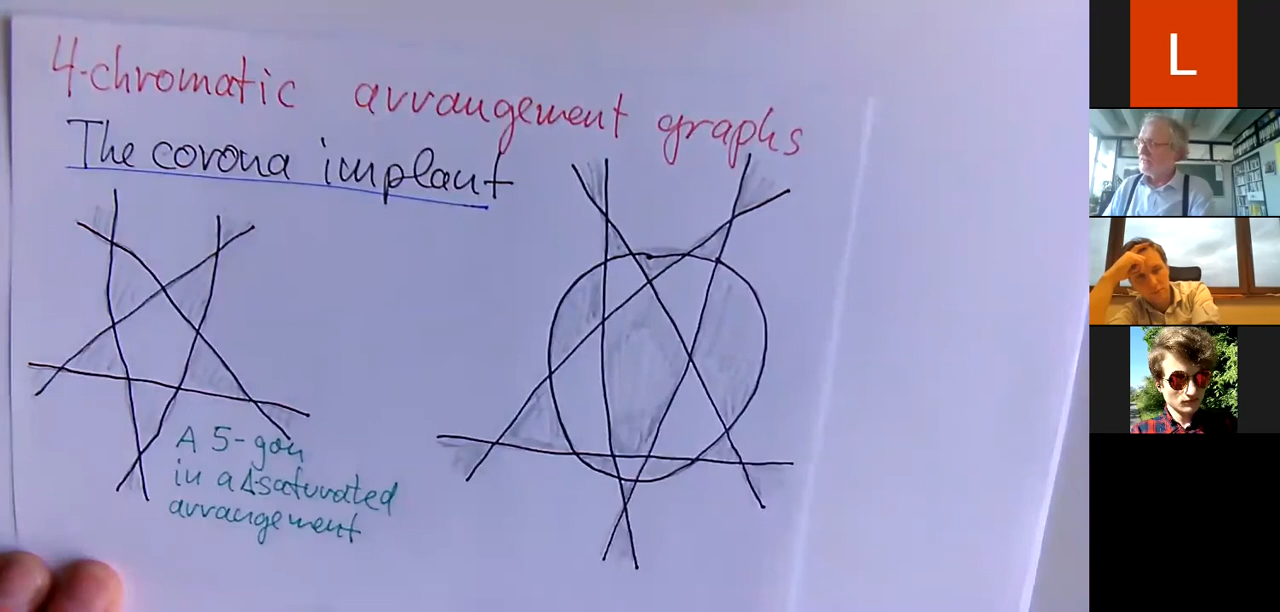 4-chromatic arrangement graphs
The corona implant
A 5-gon
in a Δ-saturated
arrangement
L